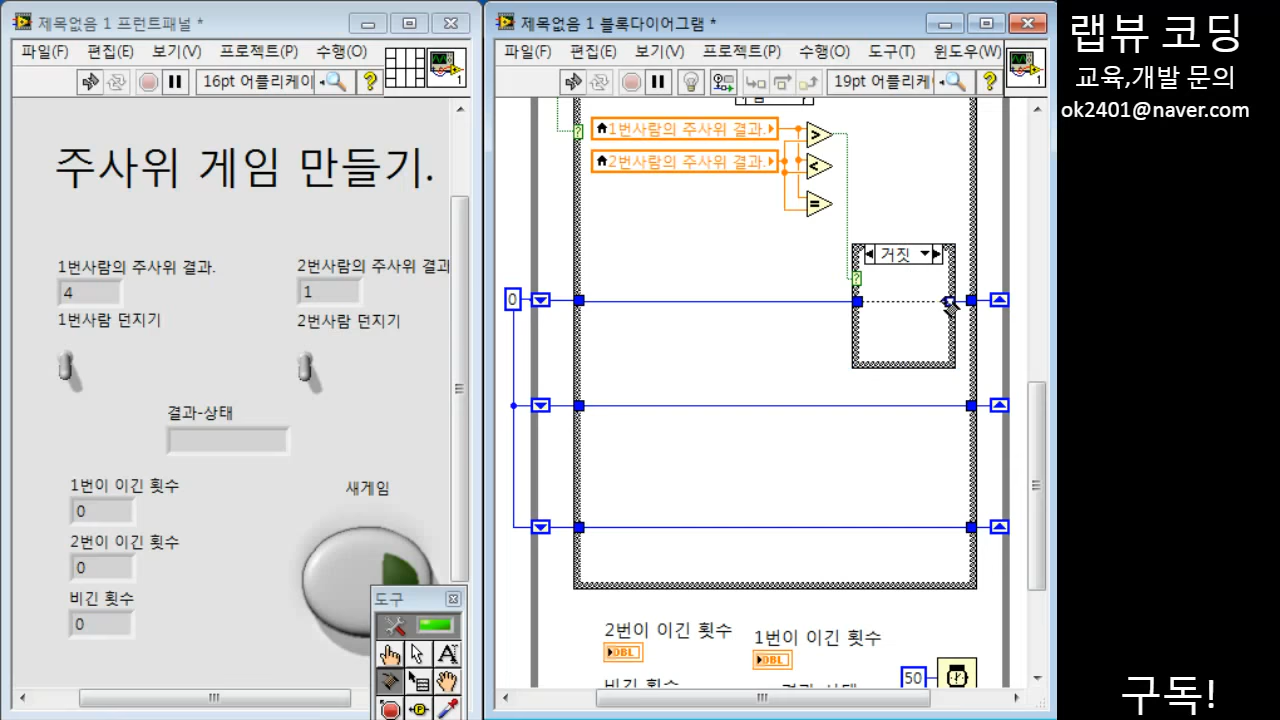 제목없음 1 프런트패널 *
파일(F) 편집(E) 보기(V) 프로젝트(P) 수행(O)
16pt 어플리케이
?
1
주사위 게임 만들기.
1번사람의 주사위 결과.
2번사람의 주사위 결과
4
1
1번사람 던지기
2번사람 던지기
결과-상태
1번이 이긴 횟수
0
새게임
2번이 이긴 횟수
0
비긴 횟수
0
도구
제목없음 1 블록다이어그램 *
파일(F) 편집(E) 보기(V) 프로젝트(P) 수행(O) 도구(T) 윈도우(W)
19pt 어플리케
?
1
?
1번사람의 주사위 결과.
2번사람의 주사위 결과.
>
<
=
거짓
?
0
2번이 이긴 횟수
DBL
1번이 이긴 횟수
DBL
50
랩뷰 코딩
교육,개발 문의
ok2401@naver.com
구독!